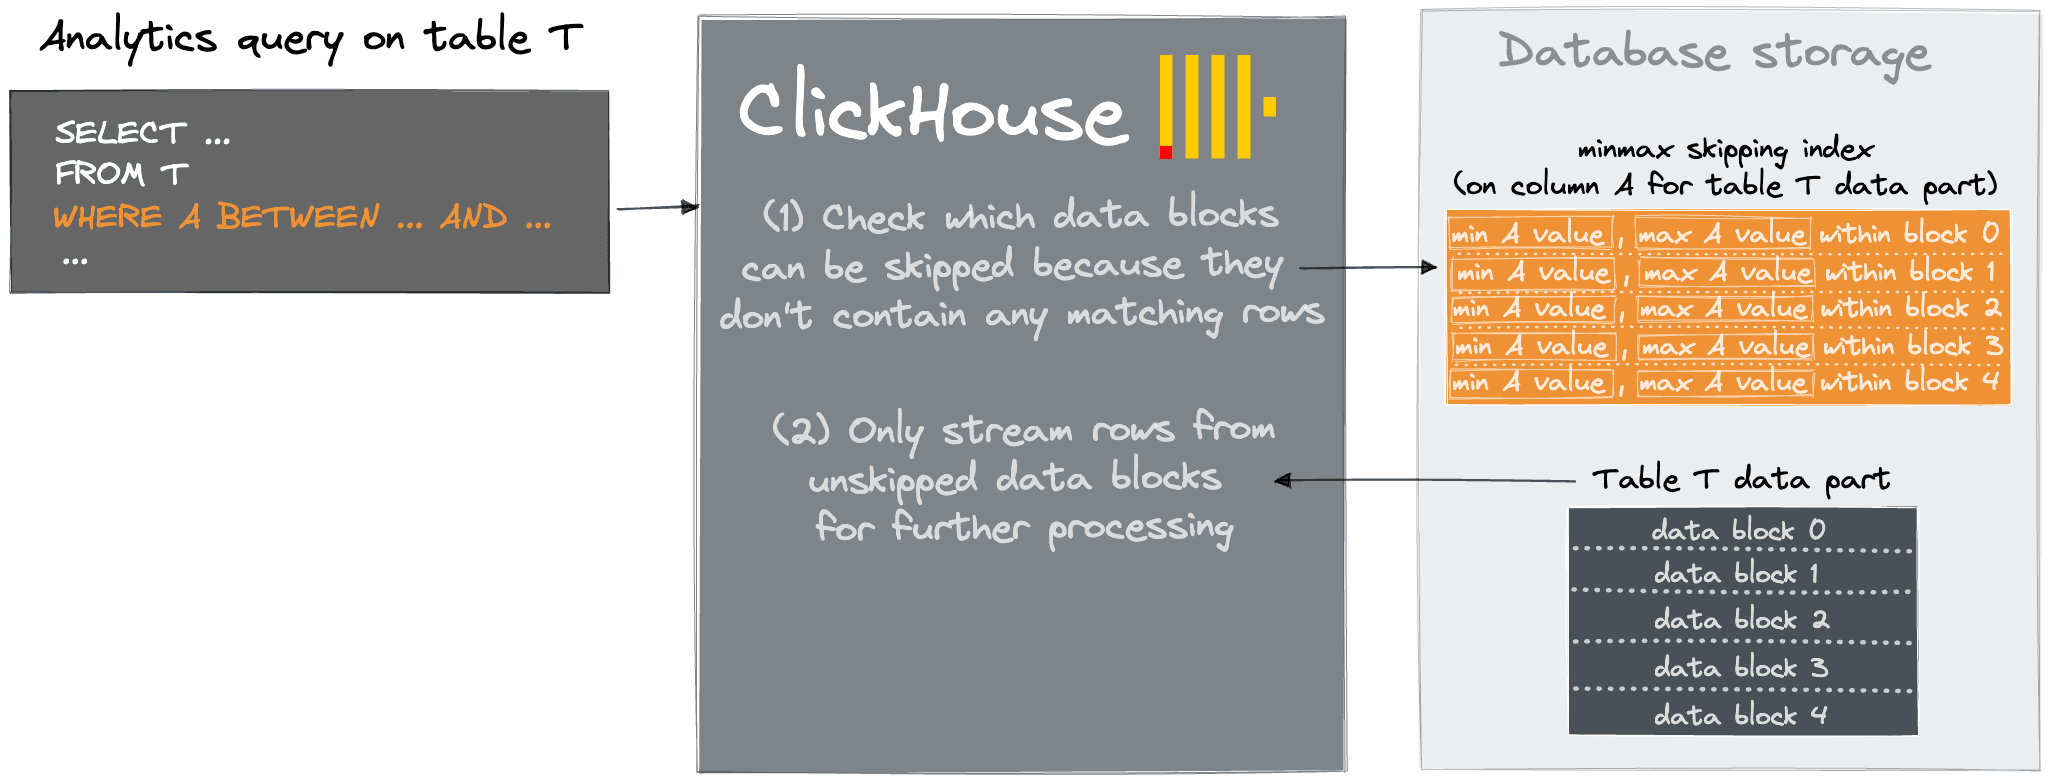 Analytics query on table T
SELECT ...
FROM T
WHERE A BETWEEN ... AND ...
...
ClickHouse
(1) Check which data blocks
can be skipped because they
don't contain any matching rows
(2) Only stream rows from
unskipped data blocks
for further processing
Database storage
minmax skipping index
(on column A for table T data part)
min A value , max A value within block 0
min A value , max A value within block 1
min A value , max A value within block 2
min A value , max A value within block 3
min A value , max A value within block 4
Table T data part
data block 0
data block 1
data block 2
data block 3
data block 4